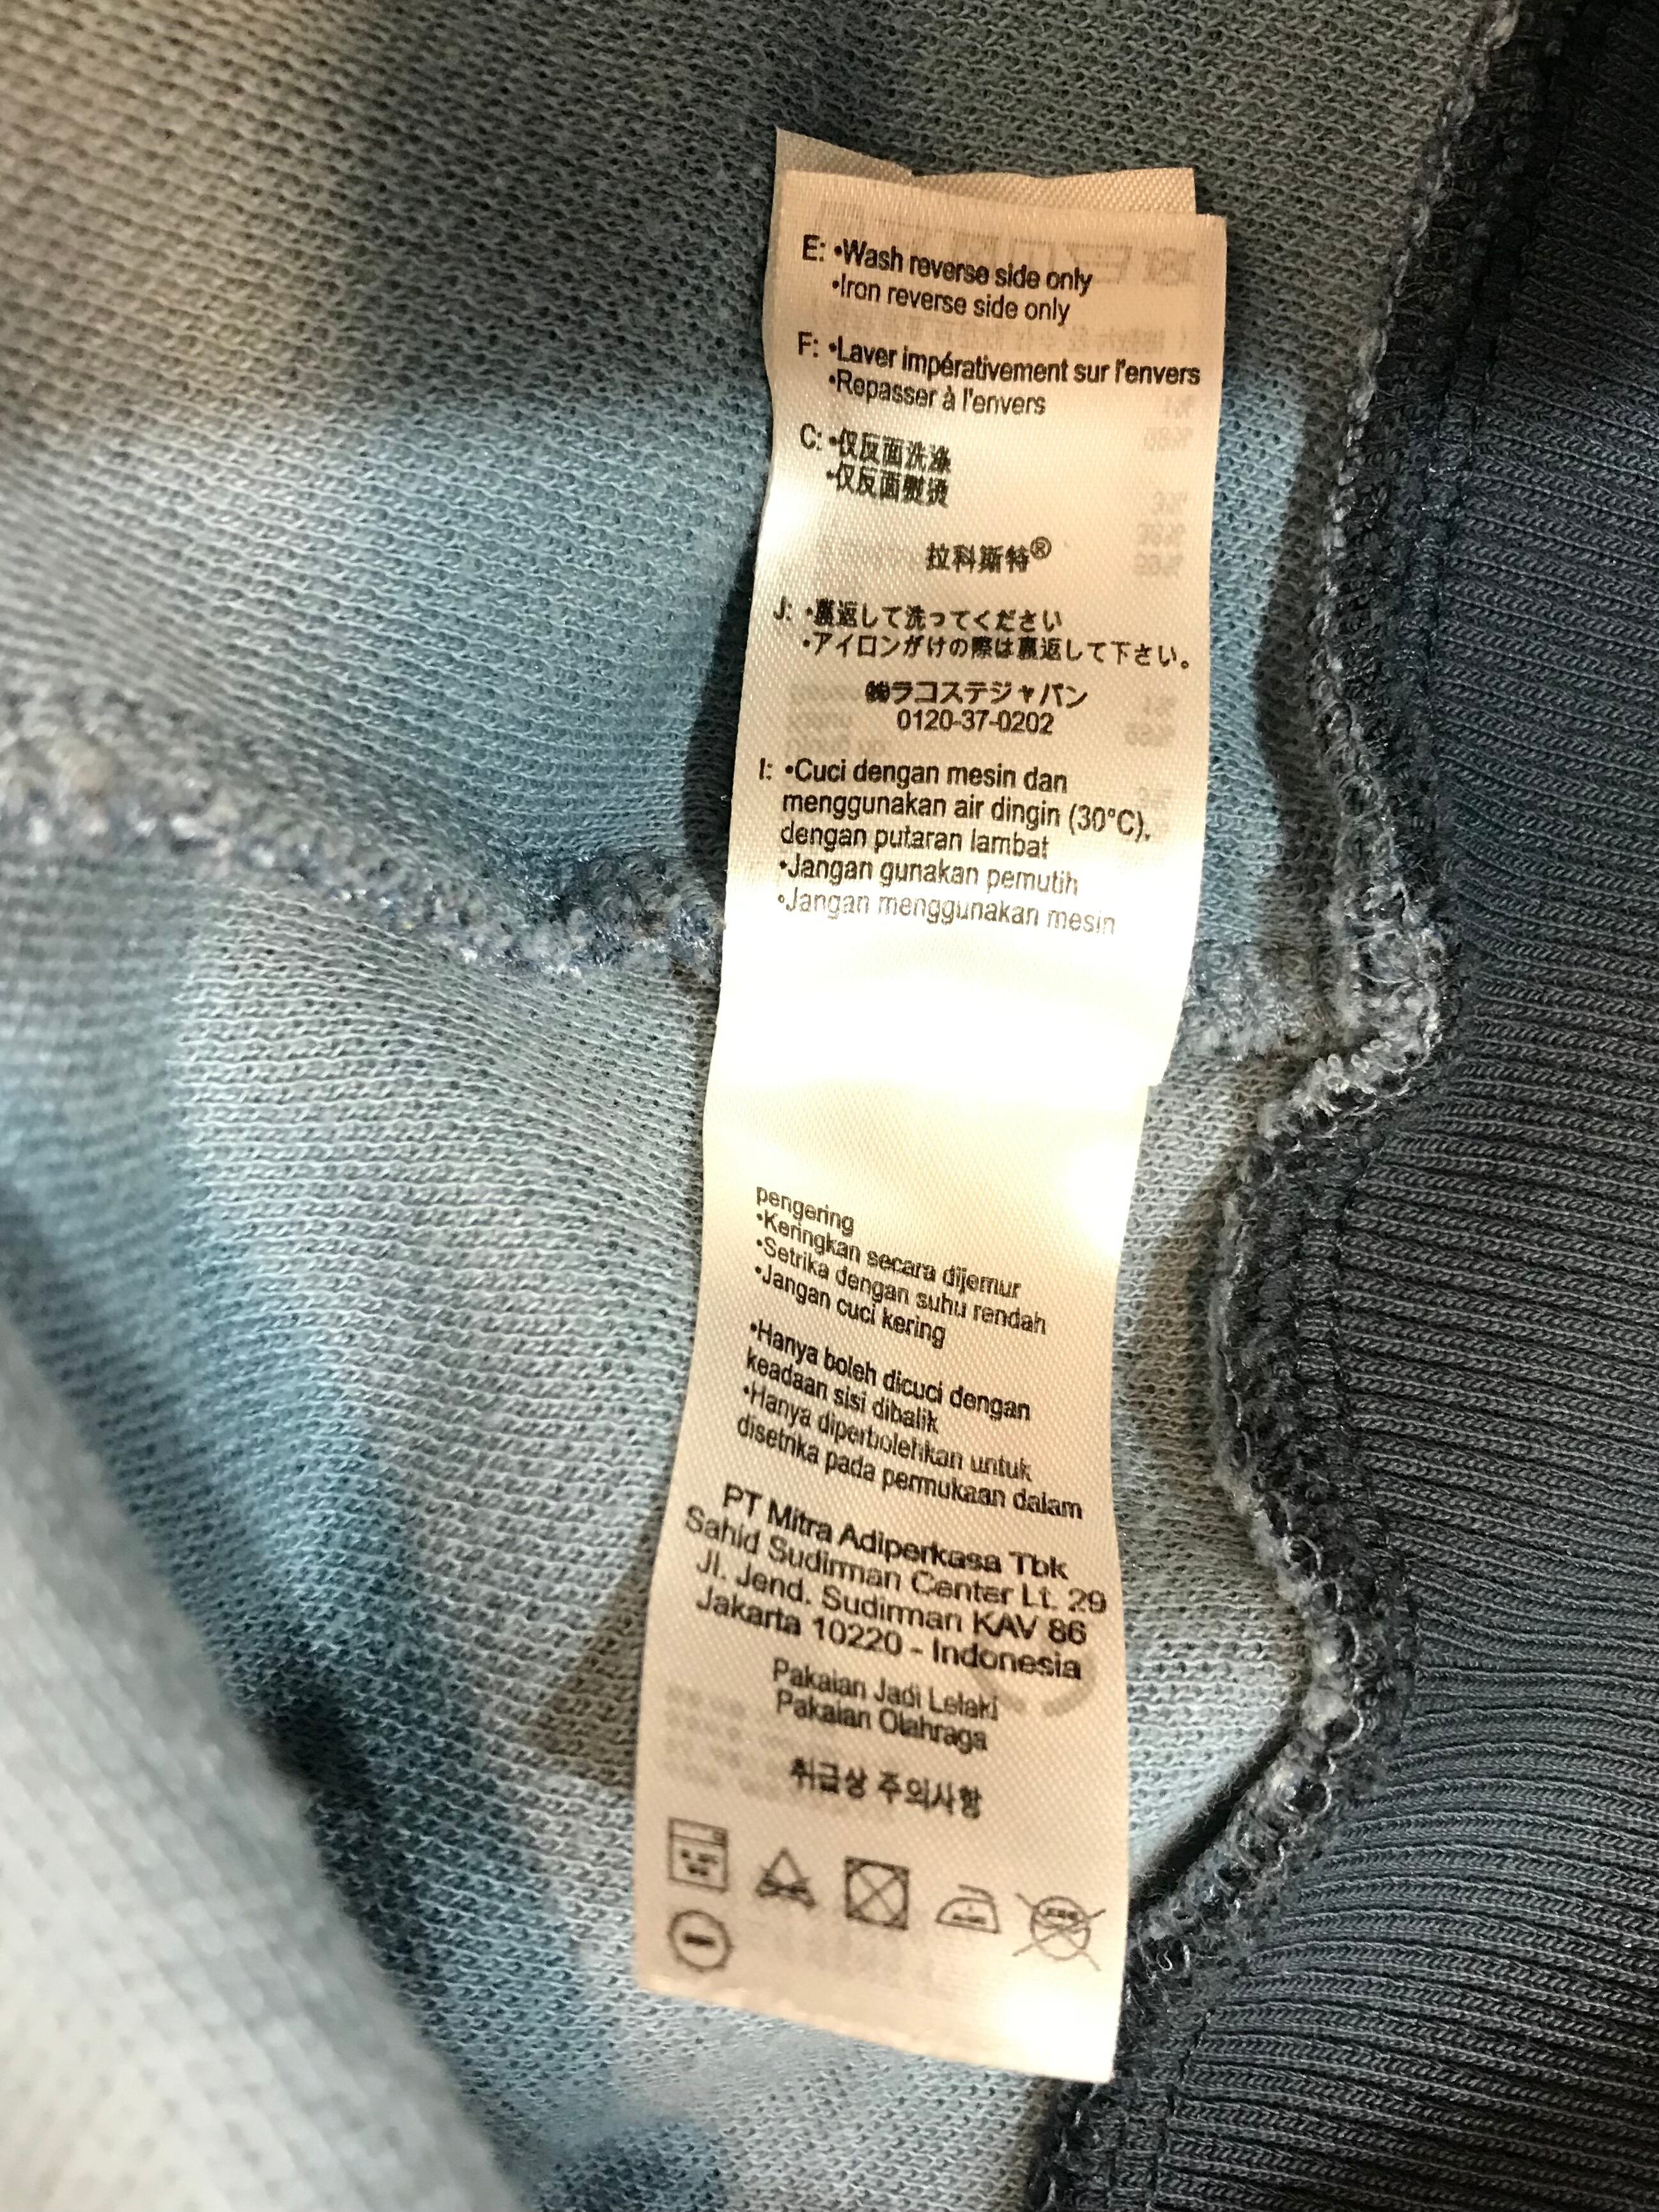 E: •Wash reverse side only
•Iron reverse side only
F: •Laver impérativement sur l'envers
•Repasser à l'envers
C: •仅反面洗涤
•仅反面熨烫
拉科斯特®
J: •裏返して洗ってください
•アイロンがけの際は裏返して下さい。
㈱ラコステジャパン
0120-37-0202
I: •Cuci dengan mesin dan
menggunakan air dingin (30°C),
dengan putaran lambat
•Jangan gunakan pemutih
•Jangan menggunakan mesin
pengering
•Keringkan secara dijemur
•Setrika dengan suhu rendah
•Jangan cuci kering
•Hanya boleh dicuci dengan
keadaan sisi dibalik
•Hanya diperbolehkan untuk
disetrika pada permukaan dalam
PT Mitra Adiperkasa Tbk
Sahid Sudirman Center Lt. 29
Jl. Jend. Sudirman KAV 86
Jakarta 10220 - Indonesia
Pakaian Jadi Lelaki
Pakaian Olahraga
취급상 주의사항